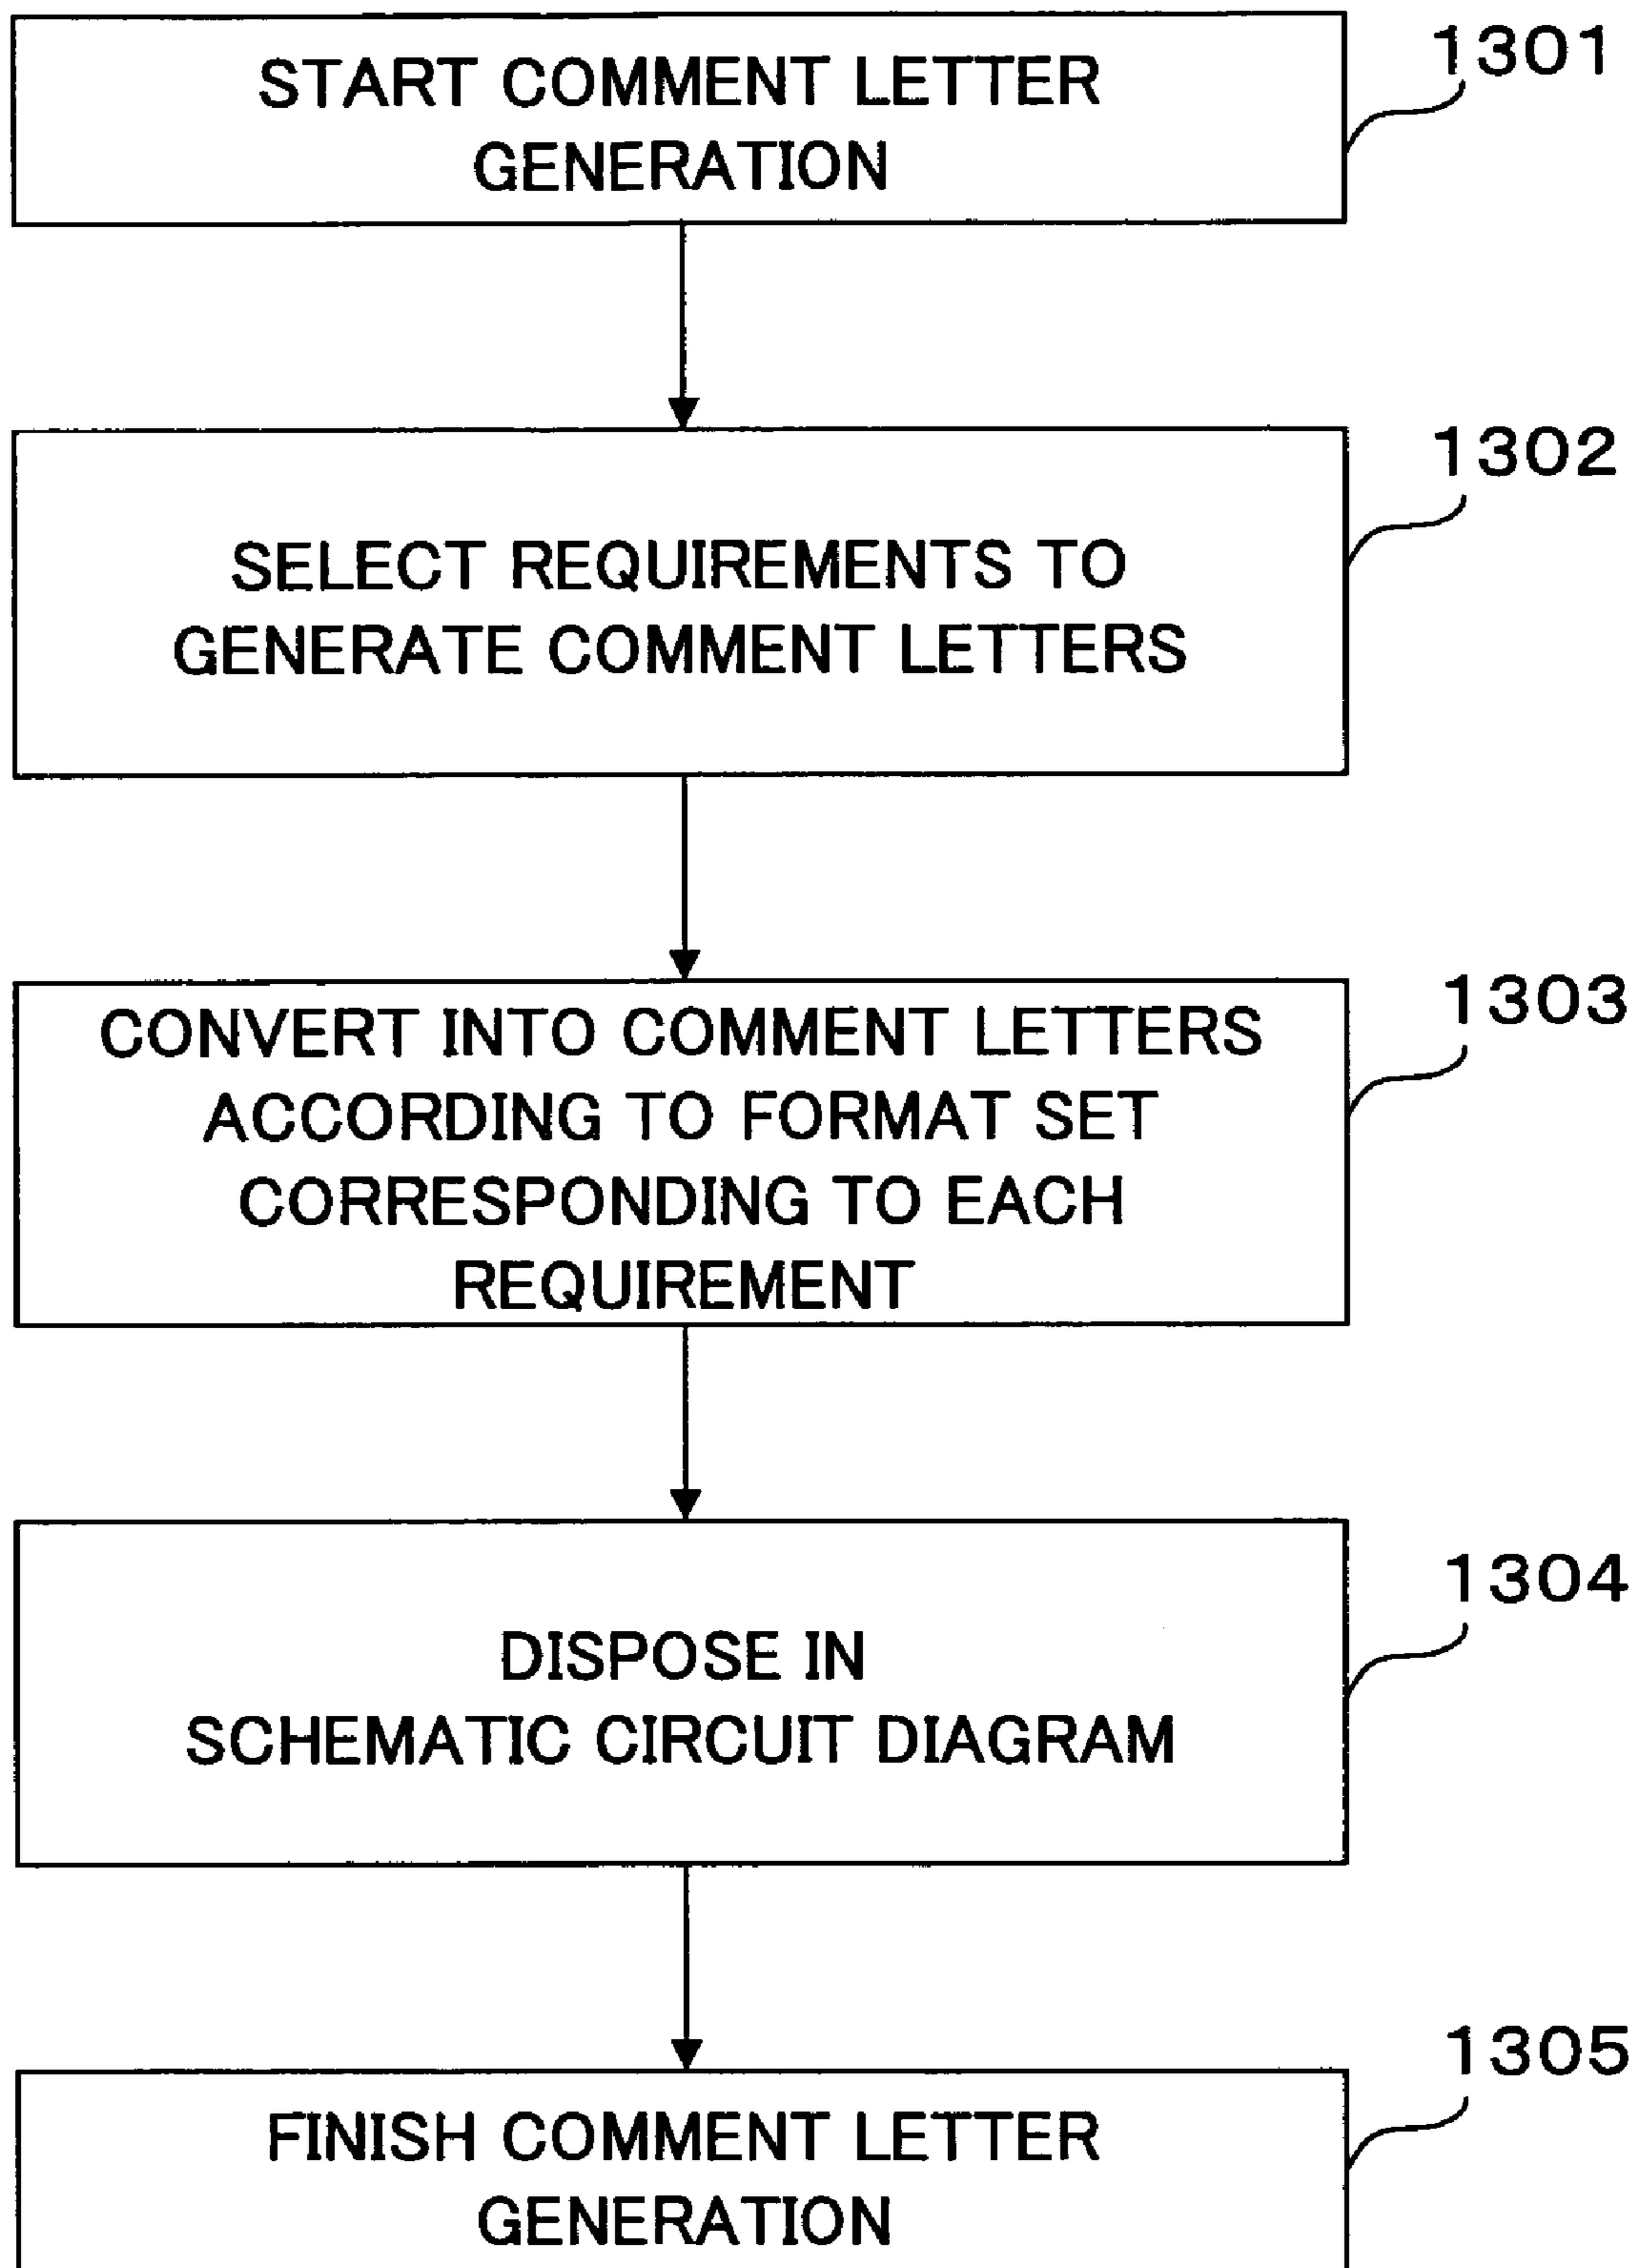 START COMMENT LETTER
GENERATION
1301
SELECT REQUIREMENTS TO
GENERATE COMMENT LETTERS
1302
CONVERT INTO COMMENT LETTERS
ACCORDING TO FORMAT SET
CORRESPONDING TO EACH
REQUIREMENT
1303
DISPOSE IN
SCHEMATIC CIRCUIT DIAGRAM
1304
FINISH COMMENT LETTER
GENERATION
1305